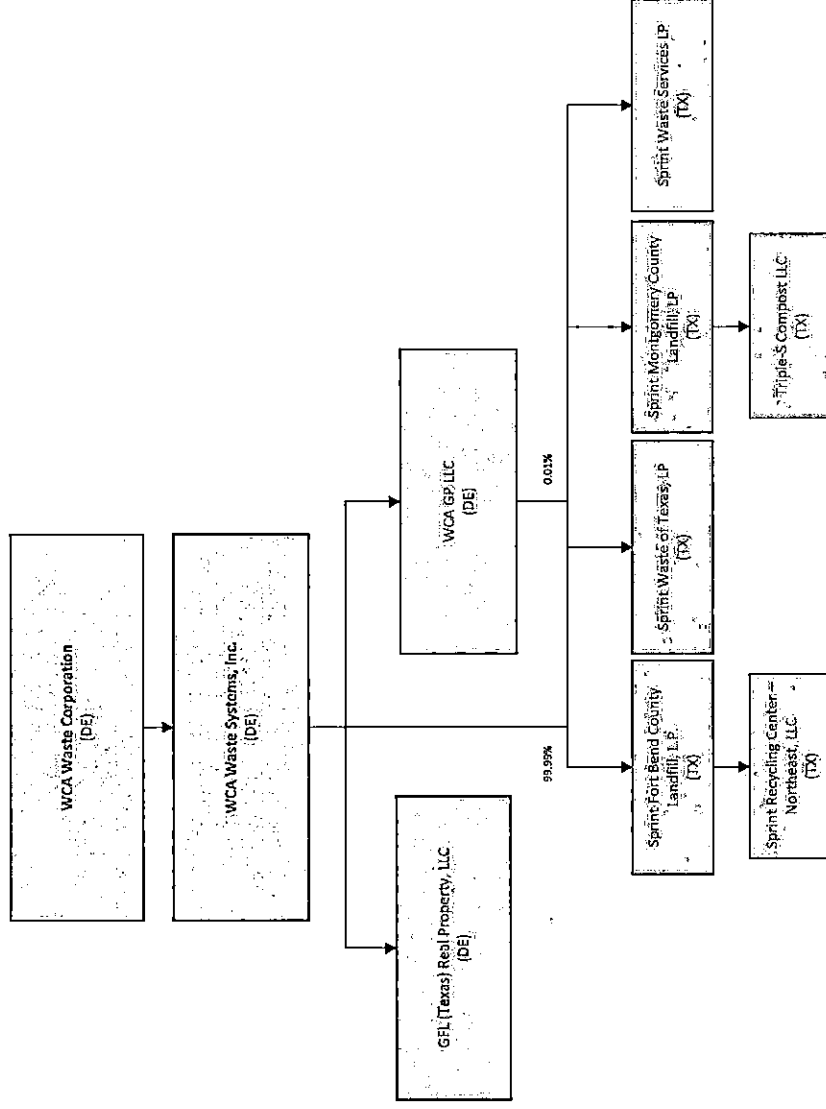 WCA Waste Corporation
(DE)
WCA Waste Systems, Inc.
(DE)
GFL (Texas) Real Property, LLC
(DE)
WCA GP LLC
(DE)
99.99%
0.01%
Sprint Fort Bend County
Landfill, L.P.
(TX)
Sprint Waste of Texas, LP
(TX)
Sprint Montgomery County
Landfill, LP
(TX)
Sprint Waste Services LP
(TX)
Sprint Recycling Center –
Northeast, LLC
(TX)
Triple-S Compost LLC
(TX)